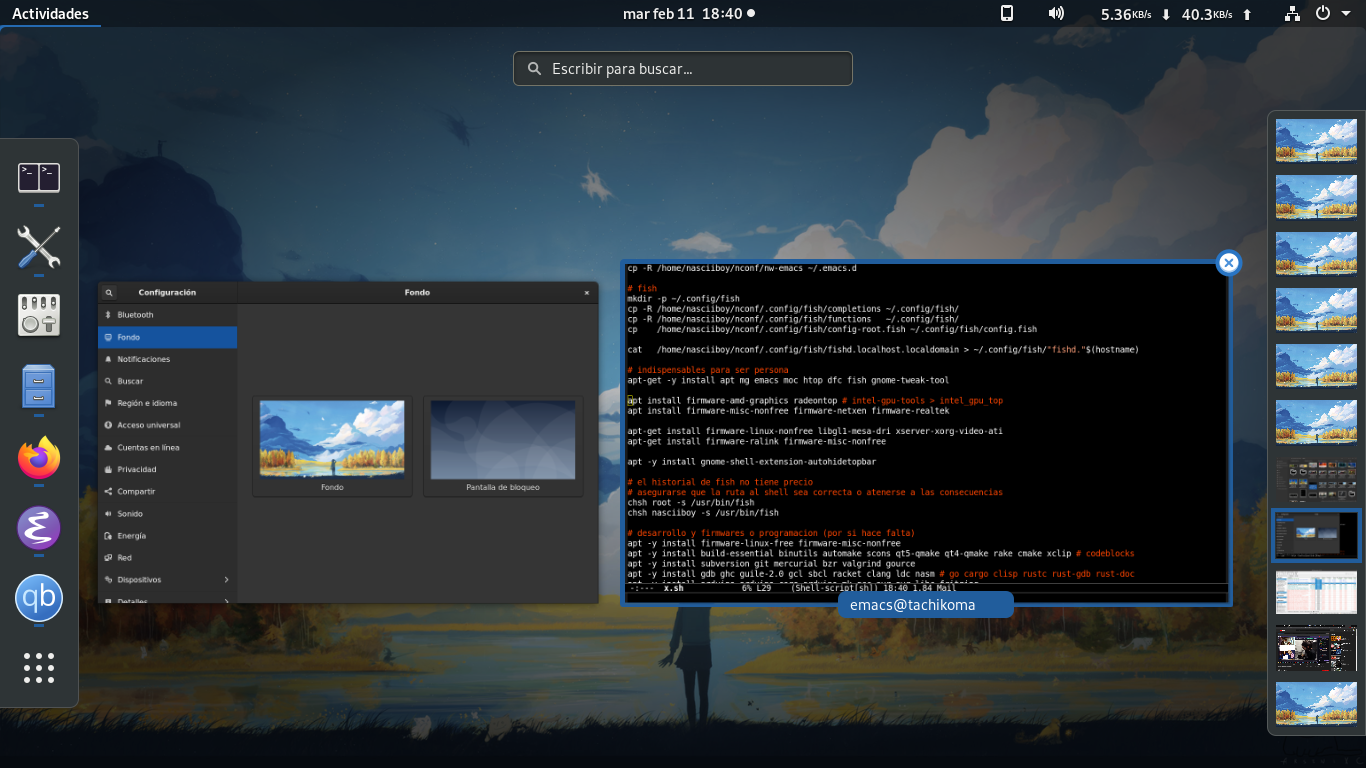 Actividades
mar feb 11 18:40
5.36KB/s
40.3KB/s
Escribir para buscar...
Configuración
Fondo
Bluetooth
Fondo
Notificaciones
Buscar
Región e idioma
Acceso universal
Cuentas en línea
Privacidad
Compartir
Sonido
Energía
Red
Dispositivos
Detalles
Fondo
Pantalla de bloqueo
cp -R /home/nasciiboy/nconf/nw-emacs ~/.emacs.d
# fish
mkdir -p ~/.config/fish
cp -R /home/nasciiboy/nconf/.config/fish/completions ~/.config/fish/
cp -R /home/nasciiboy/nconf/.config/fish/functions   ~/.config/fish/
cp    /home/nasciiboy/nconf/.config/fish/config-root.fish ~/.config/fish/config.fish
cat   /home/nasciiboy/nconf/.config/fish/fishd.localhost.localdomain > ~/.config/fish/"fishd."$(hostname)
# indispensables para ser persona
apt-get -y install apt mg emacs moc htop dfc fish gnome-tweak-tool
apt install firmware-amd-graphics radeontop # intel-gpu-tools > intel_gpu_top
apt install firmware-misc-nonfree firmware-netxen firmware-realtek
apt-get install firmware-linux-nonfree libgl1-mesa-dri xserver-xorg-video-ati
apt-get install firmware-ralink firmware-misc-nonfree
apt -y install gnome-shell-extension-autohidetopbar
# el historial de fish no tiene precio
# asegurarse que la ruta al shell sea correcta o atenerse a las consecuencias
chsh root -s /usr/bin/fish
chsh nasciiboy -s /usr/bin/fish
# desarrollo y firmwares o programacion (por si hace falta)
apt -y install firmware-linux-free firmware-misc-nonfree
apt -y install build-essential binutils automake scons qt5-qmake qt4-qmake rake cmake xclip # codeblocks
apt -y install subversion git mercurial bzr valgrind gource
apt -y install gdb ghc guile-2.0 gcl sbcl racket clang ldc nasm # go cargo clisp rustc rust-gdb rust-doc
-:---  x.sh   6% L29   (Shell-script[sh]) 18:40 1.84 Mail
emacs@tachikoma
qb